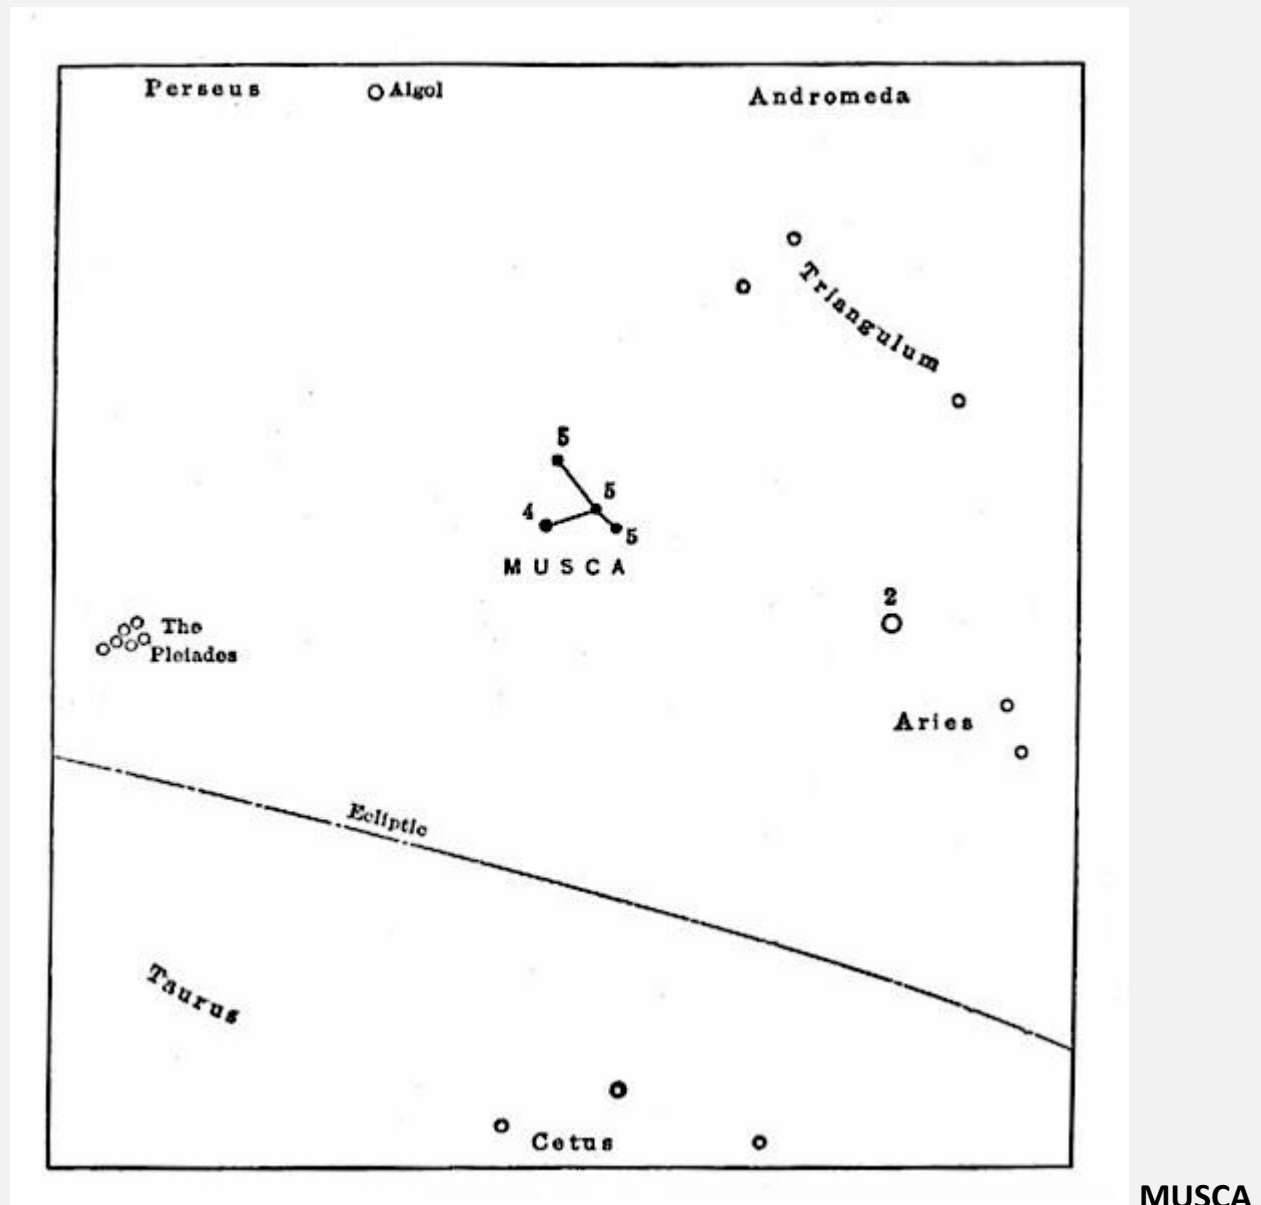 Perseus
Algol
Andromeda
Triangulum
5
5
4
5
MUSCA
2
The
Pleiades
Aries
Ecliptic
Taurus
Cetus
MUSCA